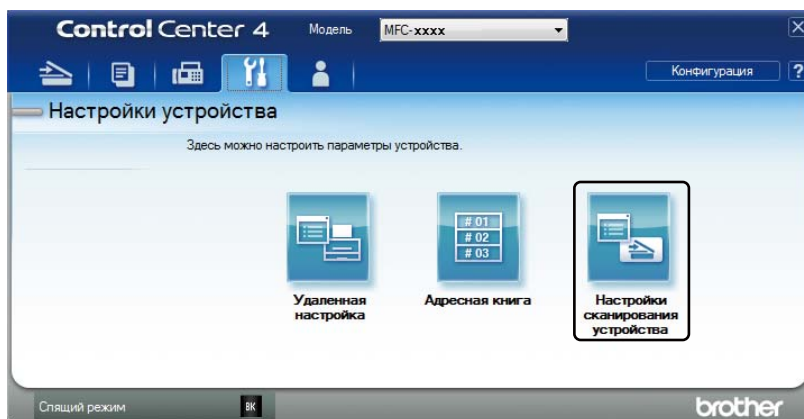 Control Center 4
Модель
MFC-xxxx
Конфигурация
?
Настройки устройства
Здесь можно настроить параметры устройства.
# 01
# 02
# 03
Удаленная
настройка
Адресная книга
Настройки
сканирования
устройства
Спящий режим
BK
brother